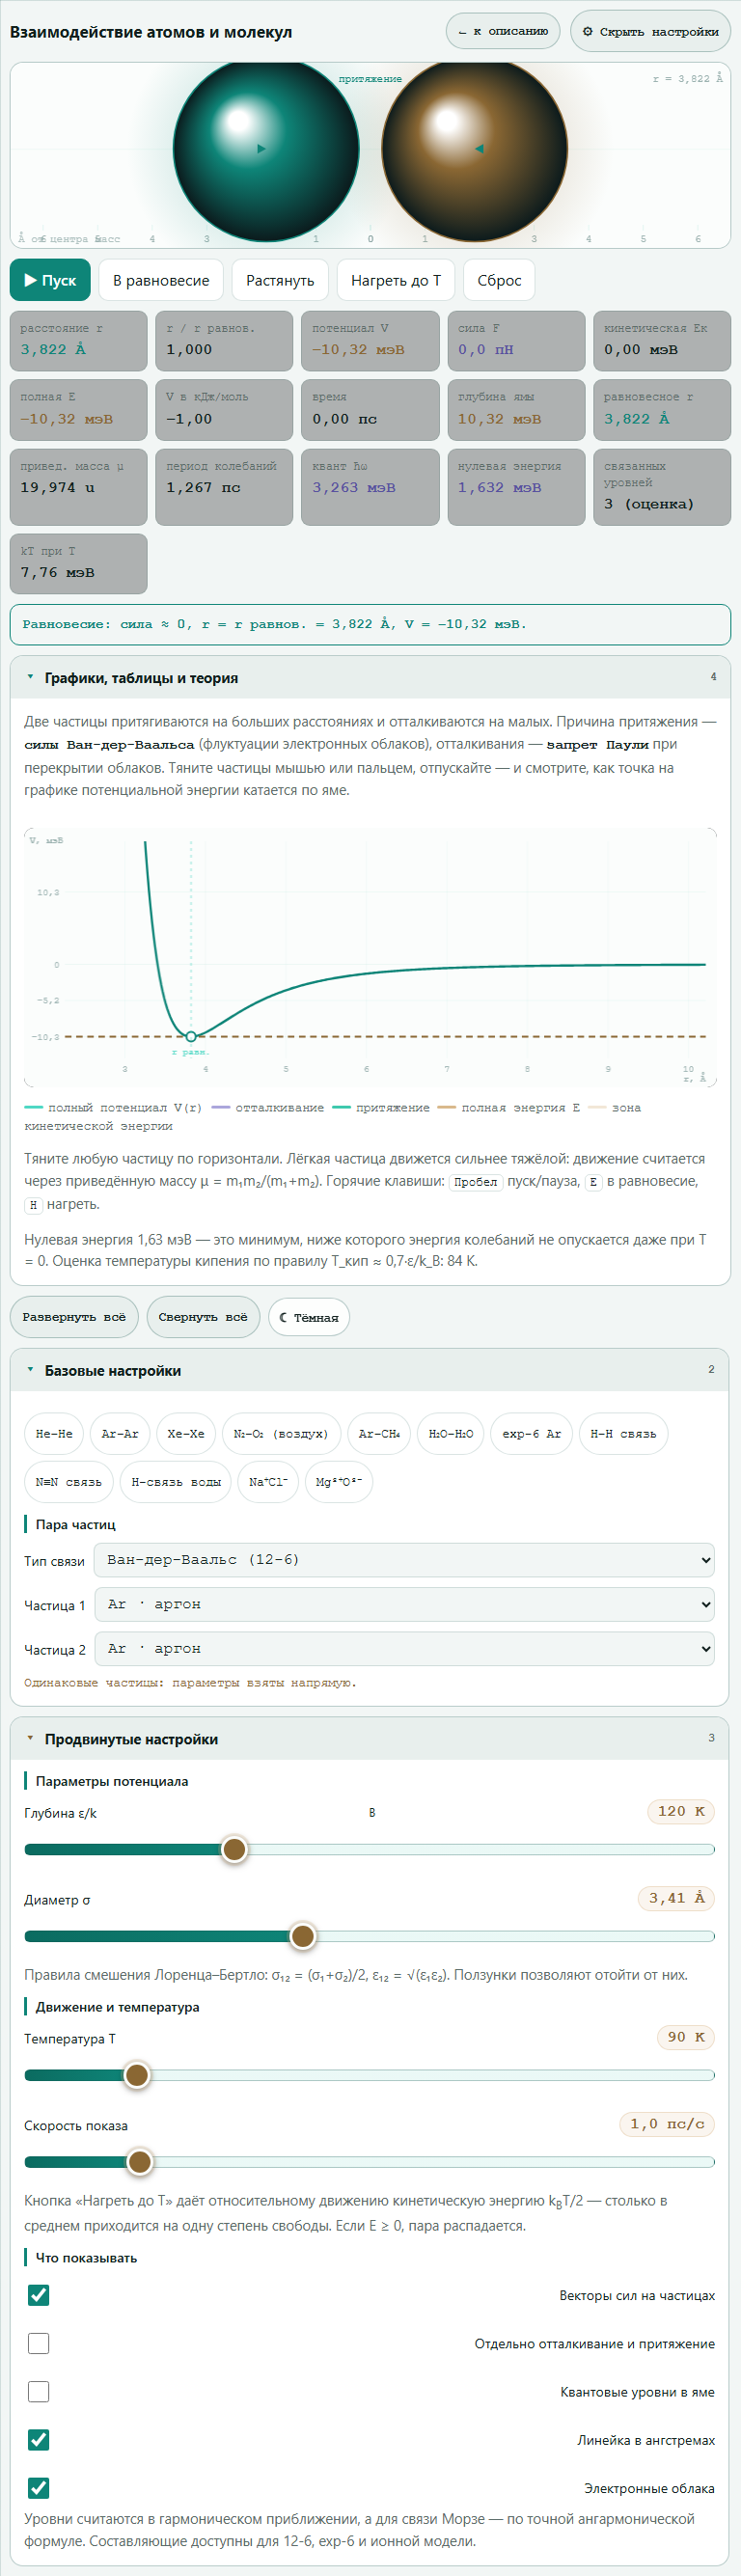 Взаимодействие атомов и молекул
← к описанию
⚙ Скрыть настройки
притяжение
r = 3,822 Å
Å от центра масс
6 5 4 3 1 0 1 3 4 5 6
▶ Пуск
В равновесие
Растянуть
Нагреть до T
Сброс
расстояние r
3,822 Å
r / r равнов.
1,000
потенциал V
−10,32 мэВ
сила F
0,0 пН
кинетическая Eк
0,00 мэВ
полная E
−10,32 мэВ
V в кДж/моль
−1,00
время
0,00 пс
глубина ямы
10,32 мэВ
равновесное r
3,822 Å
привед. масса μ
19,974 u
период колебаний
1,267 пс
квант ħω
3,263 мэВ
нулевая энергия
1,632 мэВ
связанных
уровней
3 (оценка)
kT при T
7,76 мэВ
Равновесие: сила ≈ 0, r = r равнов. = 3,822 Å, V = −10,32 мэВ.
Графики, таблицы и теория
4
Две частицы притягиваются на больших расстояниях и отталкиваются на малых. Причина притяжения —
силы Ван-дер-Ваальса (флуктуации электронных облаков), отталкивания — запрет Паули при
перекрытии облаков. Тяните частицы мышью или пальцем, отпускайте — и смотрите, как точка на
графике потенциальной энергии катается по яме.
V, мэВ
10,3
0
−5,2
−10,3
r равн.
3 4 5 6 7 8 9 10
r, Å
полный потенциал V(r) отталкивание притяжение полная энергия E зона
кинетической энергии
Тяните любую частицу по горизонтали. Лёгкая частица движется сильнее тяжёлой: движение считается
через приведённую массу μ = m₁m₂/(m₁+m₂). Горячие клавиши: Пробел пуск/пауза, E в равновесие,
H нагреть.
Нулевая энергия 1,63 мэВ — это минимум, ниже которого энергия колебаний не опускается даже при T
= 0. Оценка температуры кипения по правилу T_кип ≈ 0,7·ε/k_B: 84 K.
Развернуть всё
Свернуть всё
☾ Тёмная
Базовые настройки
2
He–He
Ar–Ar
Xe–Xe
N₂–O₂ (воздух)
Ar–CH₄
H₂O–H₂O
exp-6 Ar
H–H связь
N≡N связь
H-связь воды
Na⁺Cl⁻
Mg²⁺O²⁻
Пара частиц
Тип связи
Ван-дер-Ваальс (12-6)
Частица 1
Ar · аргон
Частица 2
Ar · аргон
Одинаковые частицы: параметры взяты напрямую.
Продвинутые настройки
3
Параметры потенциала
Глубина ε/k
B
120 K
Диаметр σ
3,41 Å
Правила смешения Лоренца–Бертло: σ₁₂ = (σ₁+σ₂)/2, ε₁₂ = √(ε₁ε₂). Ползунки позволяют отойти от них.
Движение и температура
Температура T
90 K
Скорость показа
1,0 пс/с
Кнопка «Нагреть до T» даёт относительному движению кинетическую энергию k_BT/2 — столько в
среднем приходится на одну степень свободы. Если E ≥ 0, пара распадается.
Что показывать
Векторы сил на частицах
Отдельно отталкивание и притяжение
Квантовые уровни в яме
Линейка в ангстремах
Электронные облака
Уровни считаются в гармоническом приближении, а для связи Морзе — по точной ангармонической
формуле. Составляющие доступны для 12-6, exp-6 и ионной модели.